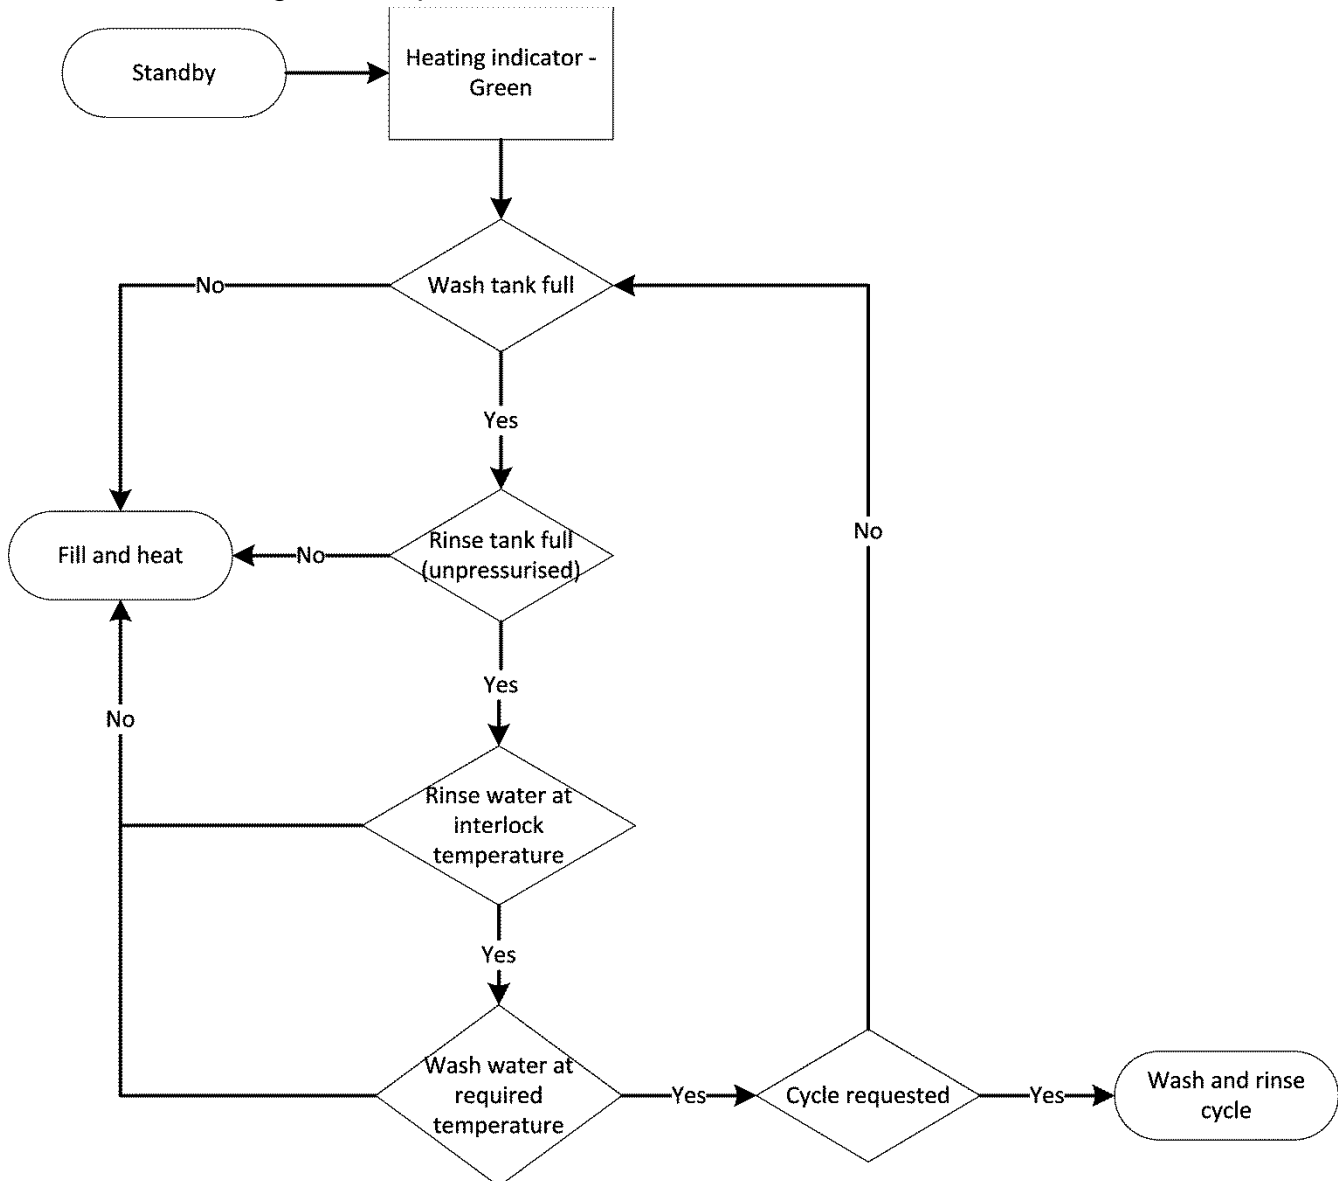 Standby
Heating indicator -
Green
Wash tank full
No
Yes
No
Fill and heat
No
Rinse tank full
(unpressurised)
Yes
No
Rinse water at
interlock
temperature
Yes
Wash water at
required
temperature
Yes
Cycle requested
Yes
Wash and rinse
cycle